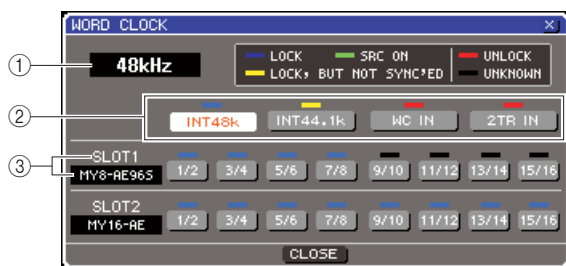 WORD CLOCK X
① 48kHz
LOCK SRC ON UNLOCK
LOCK, BUT NOT SYNC'ED UNKNOWN
② INT48k INT44.1k WC IN 2TR IN
③ SLOT1
MY8-AE96S 1/2 3/4 5/6 7/8 9/10 11/12 13/14 15/16
SLOT2
MY16-AE 1/2 3/4 5/6 7/8 9/10 11/12 13/14 15/16
CLOSE